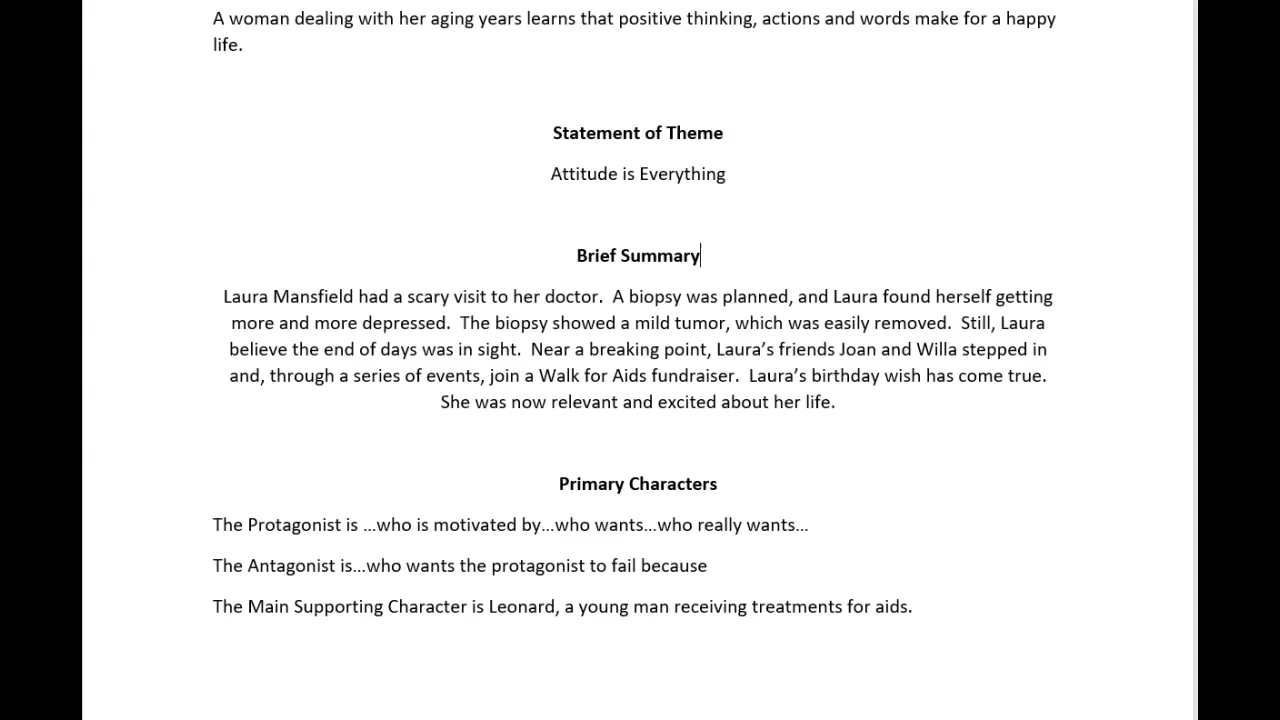 A woman dealing with her aging years learns that positive thinking, actions and words make for a happy
life.
Statement of Theme
Attitude is Everything
Brief Summary
Laura Mansfield had a scary visit to her doctor.  A biopsy was planned, and Laura found herself getting
more and more depressed.  The biopsy showed a mild tumor, which was easily removed.  Still, Laura
believe the end of days was in sight.  Near a breaking point, Laura’s friends Joan and Willa stepped in
and, through a series of events, join a Walk for Aids fundraiser.  Laura’s birthday wish has come true.
She was now relevant and excited about her life.
Primary Characters
The Protagonist is …who is motivated by…who wants…who really wants…
The Antagonist is…who wants the protagonist to fail because
The Main Supporting Character is Leonard, a young man receiving treatments for aids.